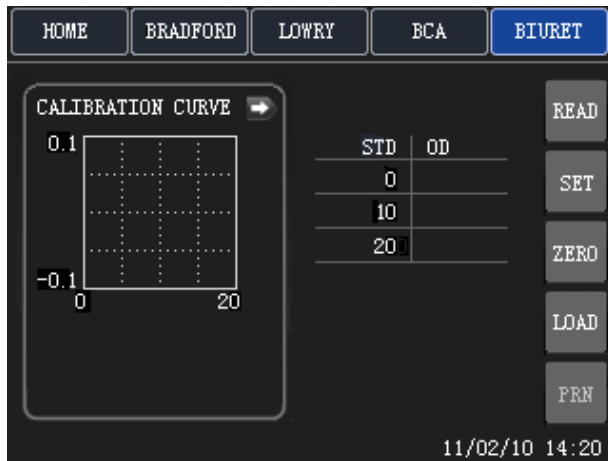 HOME BRADFORD LOWRY BCA BIURET
CALIBRATION CURVE
0.1
-0.1
0 20
STD OD
0
10
20
READ
SET
ZERO
LOAD
PRN
11/02/10 14:20